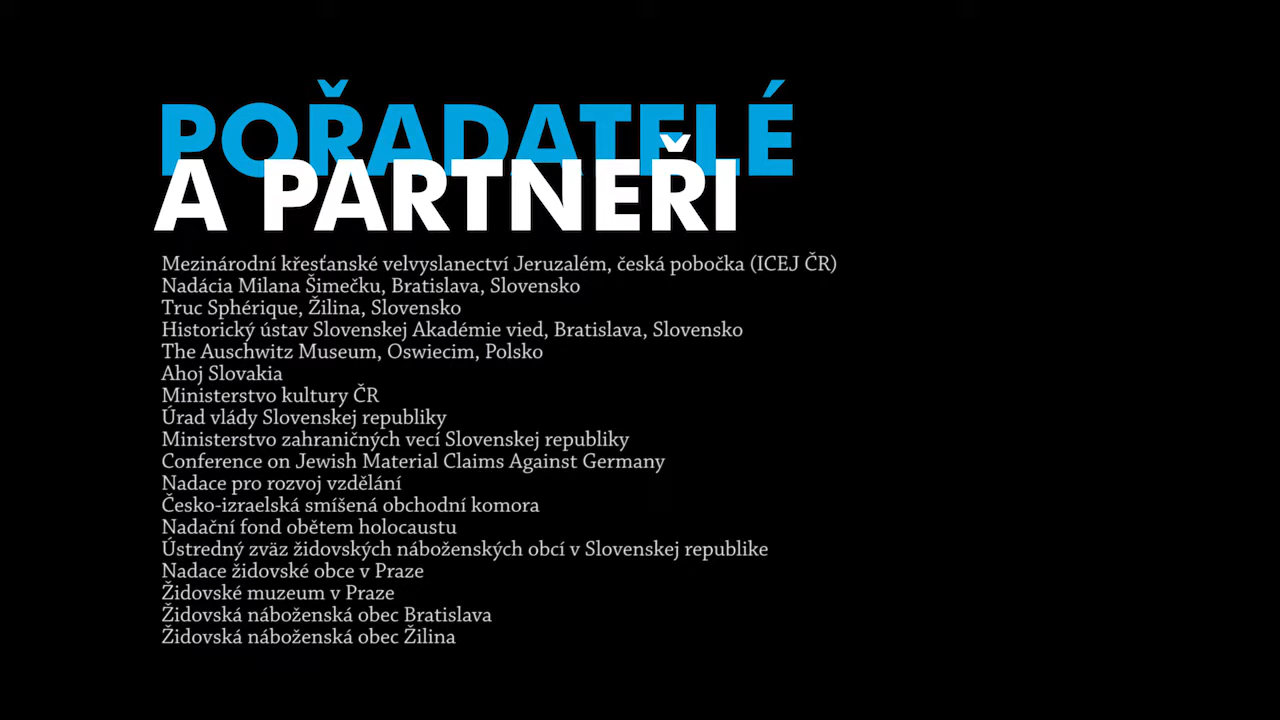 POŘADATELÉ
A PARTNEŘI
Mezinárodní křesťanské velvyslanectví Jeruzalém, česká pobočka (ICEJ ČR)
Nadácia Milana Šimečku, Bratislava, Slovensko
Truc Sphérique, Žilina, Slovensko
Historický ústav Slovenskej Akadémie vied, Bratislava, Slovensko
The Auschwitz Museum, Oswiecim, Polsko
Ahoj Slovakia
Ministerstvo kultury ČR
Úrad vlády Slovenskej republiky
Ministerstvo zahraničných vecí Slovenskej republiky
Conference on Jewish Material Claims Against Germany
Nadace pro rozvoj vzdělání
Česko-izraelská smíšená obchodní komora
Nadační fond obětem holocaustu
Ústredný zväz židovských náboženských obcí v Slovenskej republike
Nadace židovské obce v Praze
Židovské muzeum v Praze
Židovská náboženská obec Bratislava
Židovská náboženská obec Žilina